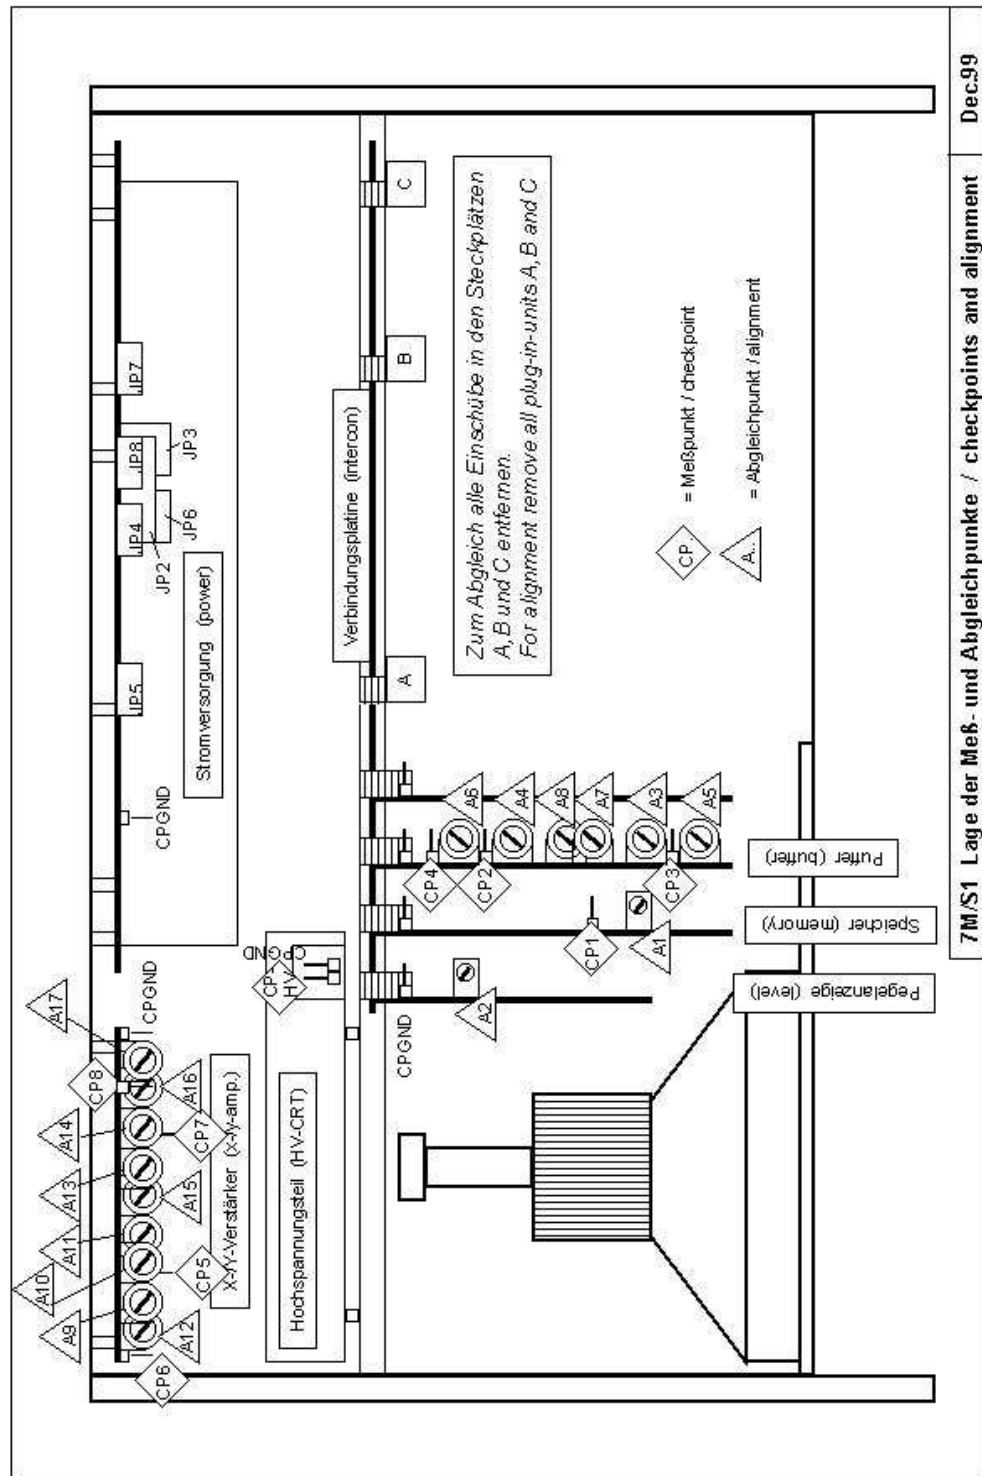 A17
CP8
A16
A14
CP7
A13
A15
A11
A10
CP5
A9
A12
CP6
CPGND
X-/Y-Verstärker (x-/y-amp.)
Hochspannungsteil (HV-CRT)
HV
CPGND
CPGND
JP5
JP4
JP8
JP7
JP2
JP6
JP3
Stromversorgung (power)
CPGND
Verbindungsplatine (intercon)
A
B
C
Zum Abgleich alle Einschübe in den Steckplätzen
A,B und C entfernen.
For alignment remove all plug-in-units A,B and C
CP.
= Meßpunkt / checkpoint
A..
= Abgleichpunkt / alignment
A2
CP1
A1
CP4
CP2
CP3
A6
A4
A8
A7
A3
A5
Pegelanzeige (level)
Speicher (memory)
Puffer (buffer)
7M/S1 Lage der Meß- und Abgleichpunkte / checkpoints and alignment
Dec.99